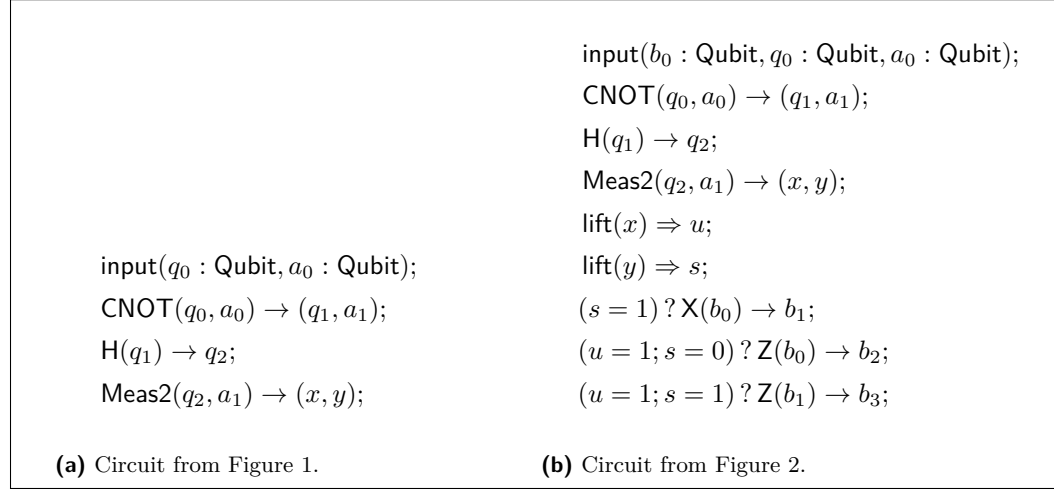 input(q₀ : Qubit, a₀ : Qubit);
CNOT(q₀, a₀) → (q₁, a₁);
H(q₁) → q₂;
Meas2(q₂, a₁) → (x, y);
(a) Circuit from Figure 1.
input(b₀ : Qubit, q₀ : Qubit, a₀ : Qubit);
CNOT(q₀, a₀) → (q₁, a₁);
H(q₁) → q₂;
Meas2(q₂, a₁) → (x, y);
lift(x) ⇒ u;
lift(y) ⇒ s;
(s = 1) ? X(b₀) → b₁;
(u = 1; s = 0) ? Z(b₀) → b₂;
(u = 1; s = 1) ? Z(b₁) → b₃;
(b) Circuit from Figure 2.